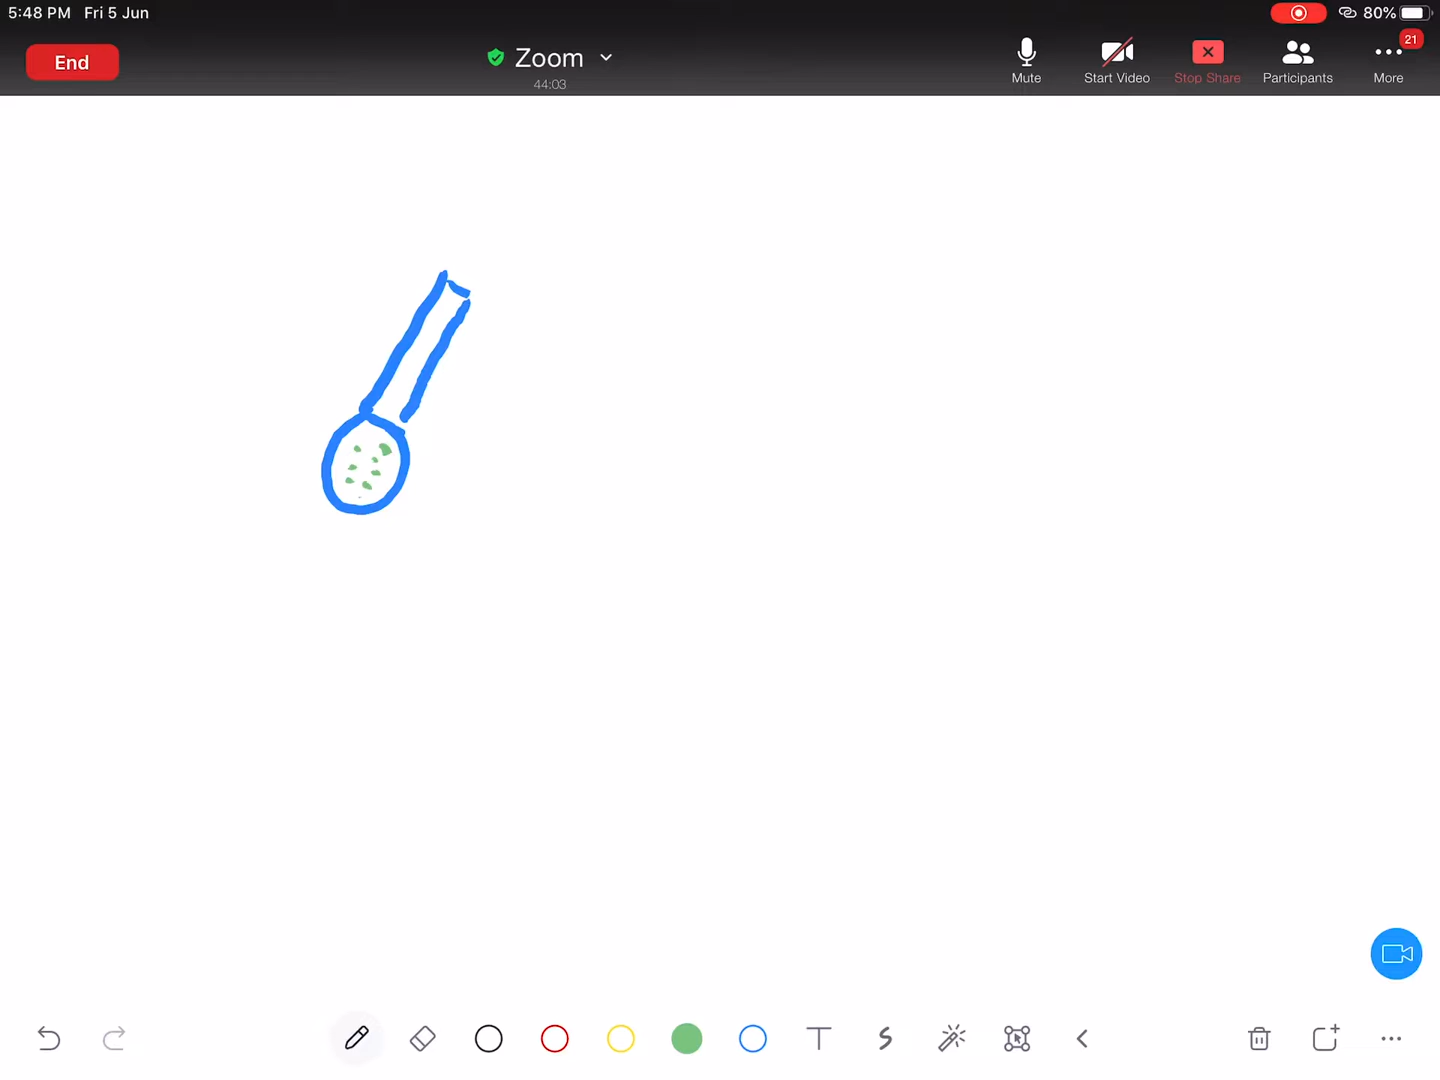 5:48 PM Fri 5 Jun
80%
End
Zoom
44:03
Mute
Start Video
Stop Share
Participants
More
21
T